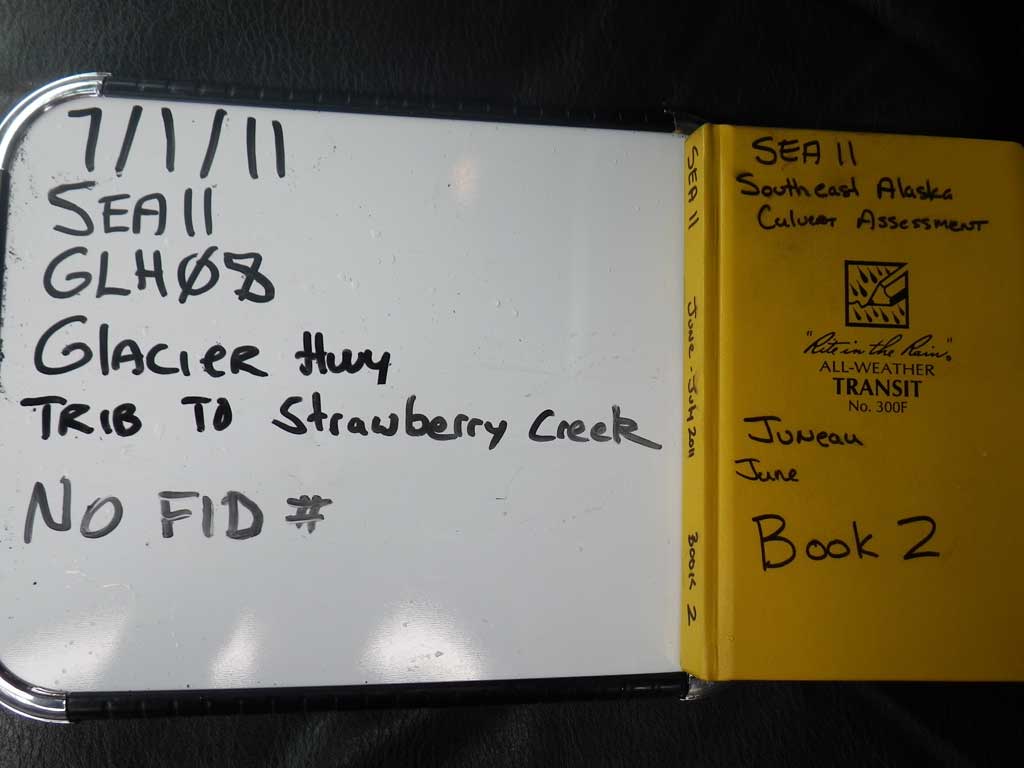 7/1/11
SEA11
GLH08
GLACIER Hwy
TRIB TO Strawberry Creek
NO FID #
SEA 11 June - July 2011 BOOK 2
SEA 11
Southeast Alaska
Culvert Assessment
"Rite in the Rain"
ALL-WEATHER
TRANSIT
No. 300F
Juneau
June
Book 2